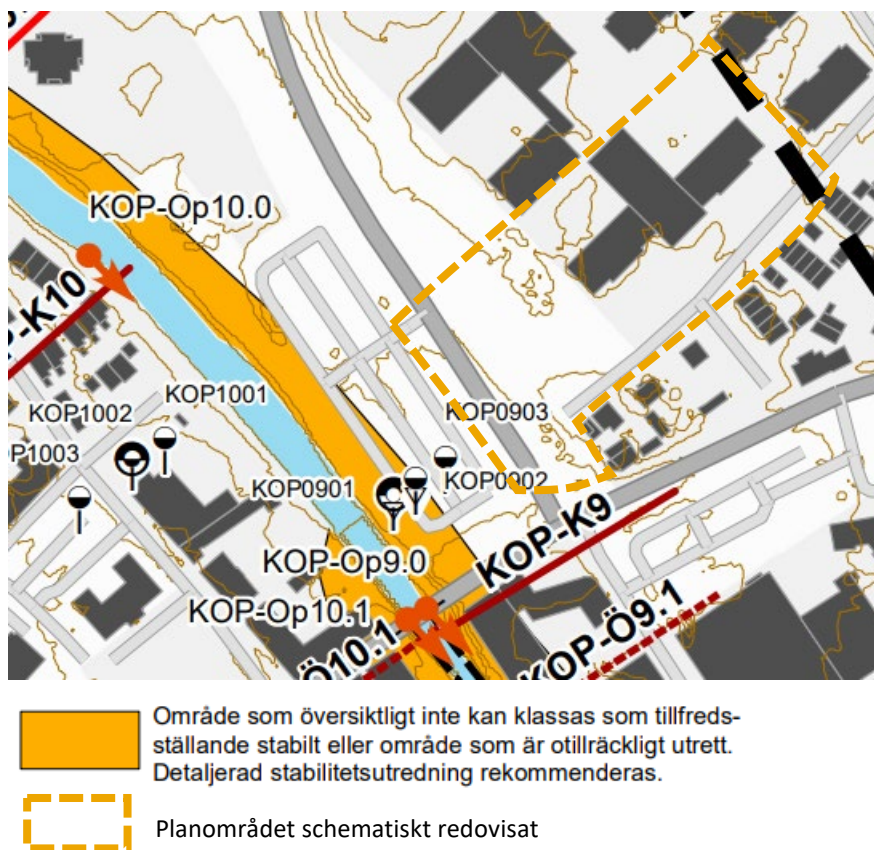 KOP-Op10.0
P-K10
KOP1001
KOP1002
P1003
KOP0903
KOP0902
KOP0901
KOP-K9
KOP-Op9.0
KOP-Op10.1
Ö10.1
KOP-Ö9.1
Område som översiktligt inte kan klassas som tillfreds-
ställande stabilt eller område som är otillräckligt utrett.
Detaljerad stabilitetsutredning rekommenderas.
Planområdet schematiskt redovisat